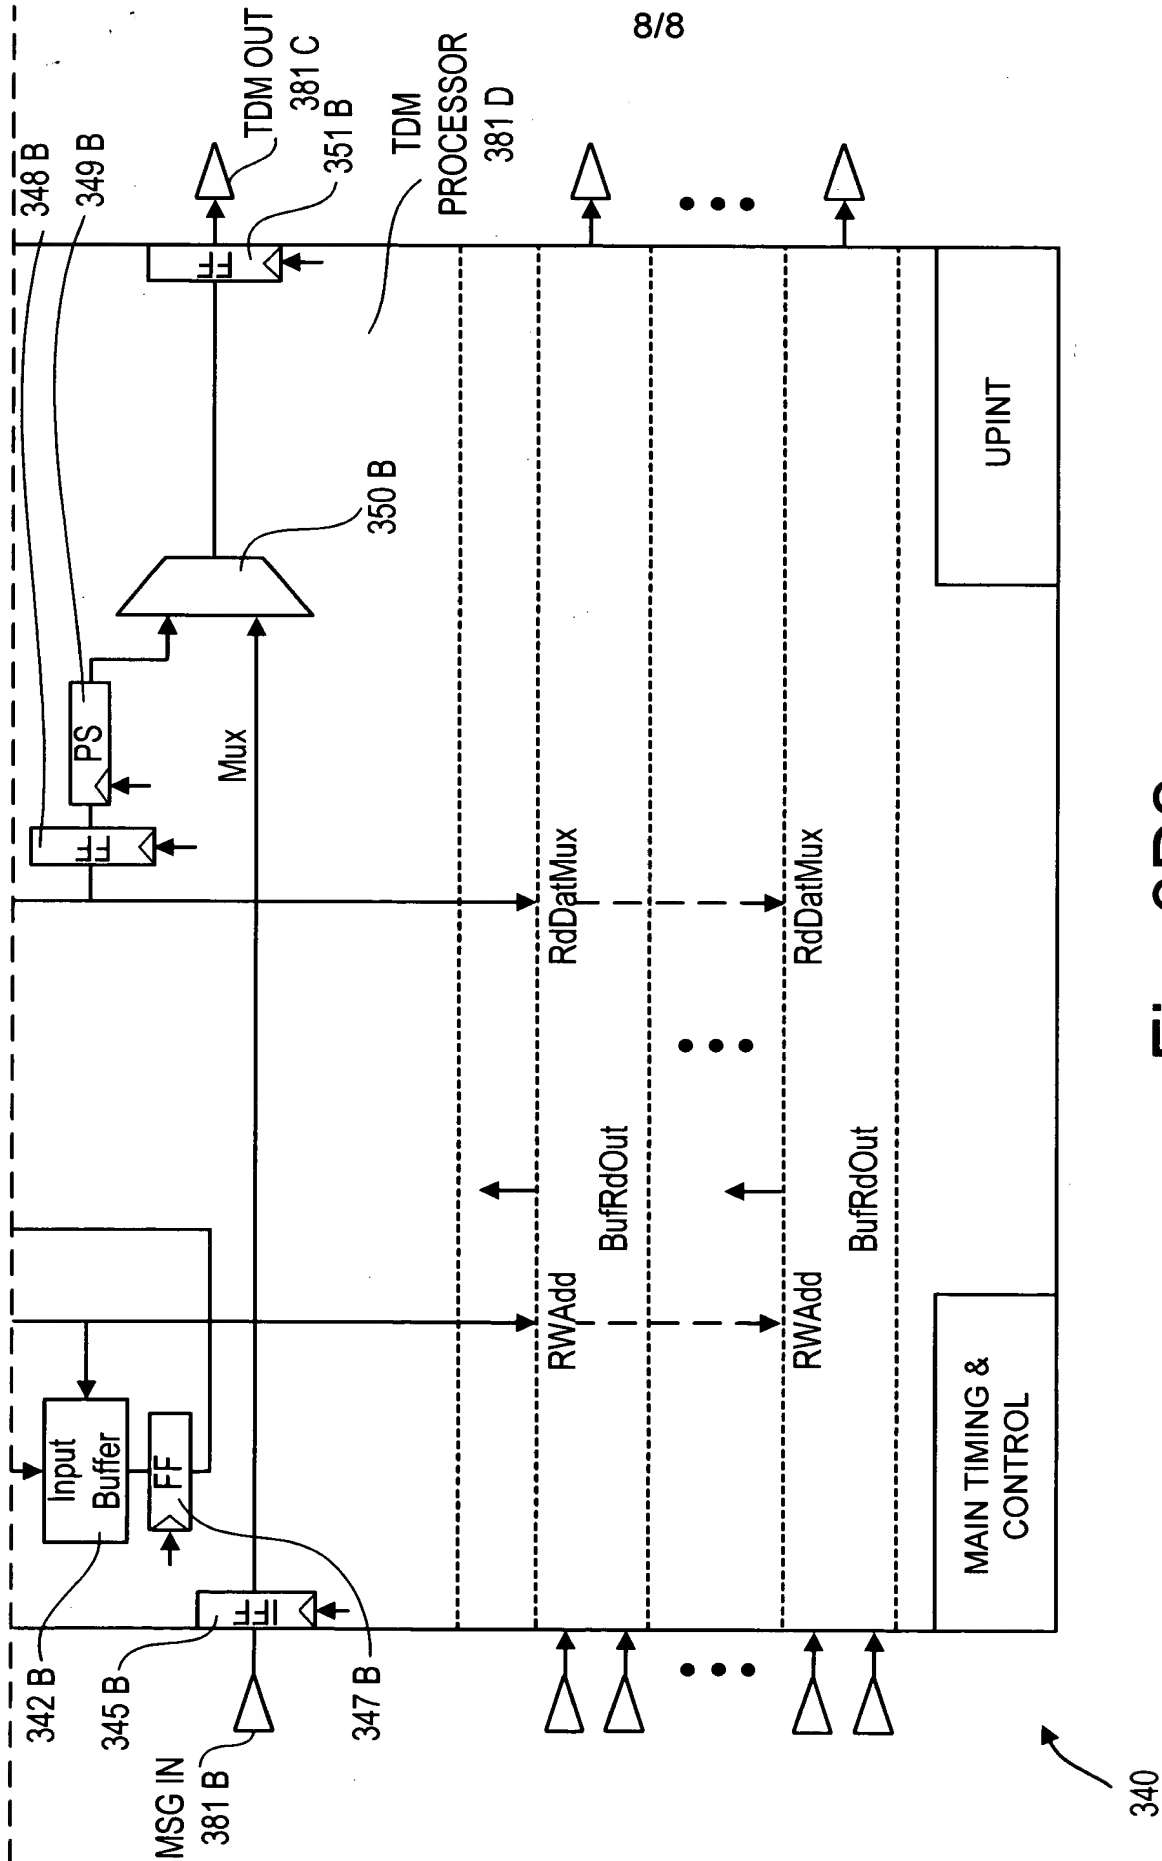 8/8
348 B
349 B
TDM OUT
381 C
351 B
TDM
PROCESSOR
381 D
FF
350 B
PS
FF
Mux
Input
Buffer
FF
IFF
342 B
345 B
MSG IN
381 B
347 B
RWAdd
BufRdOut
RdDatMux
RWAdd
BufRdOut
RdDatMux
MAIN TIMING &
CONTROL
UPINT
340